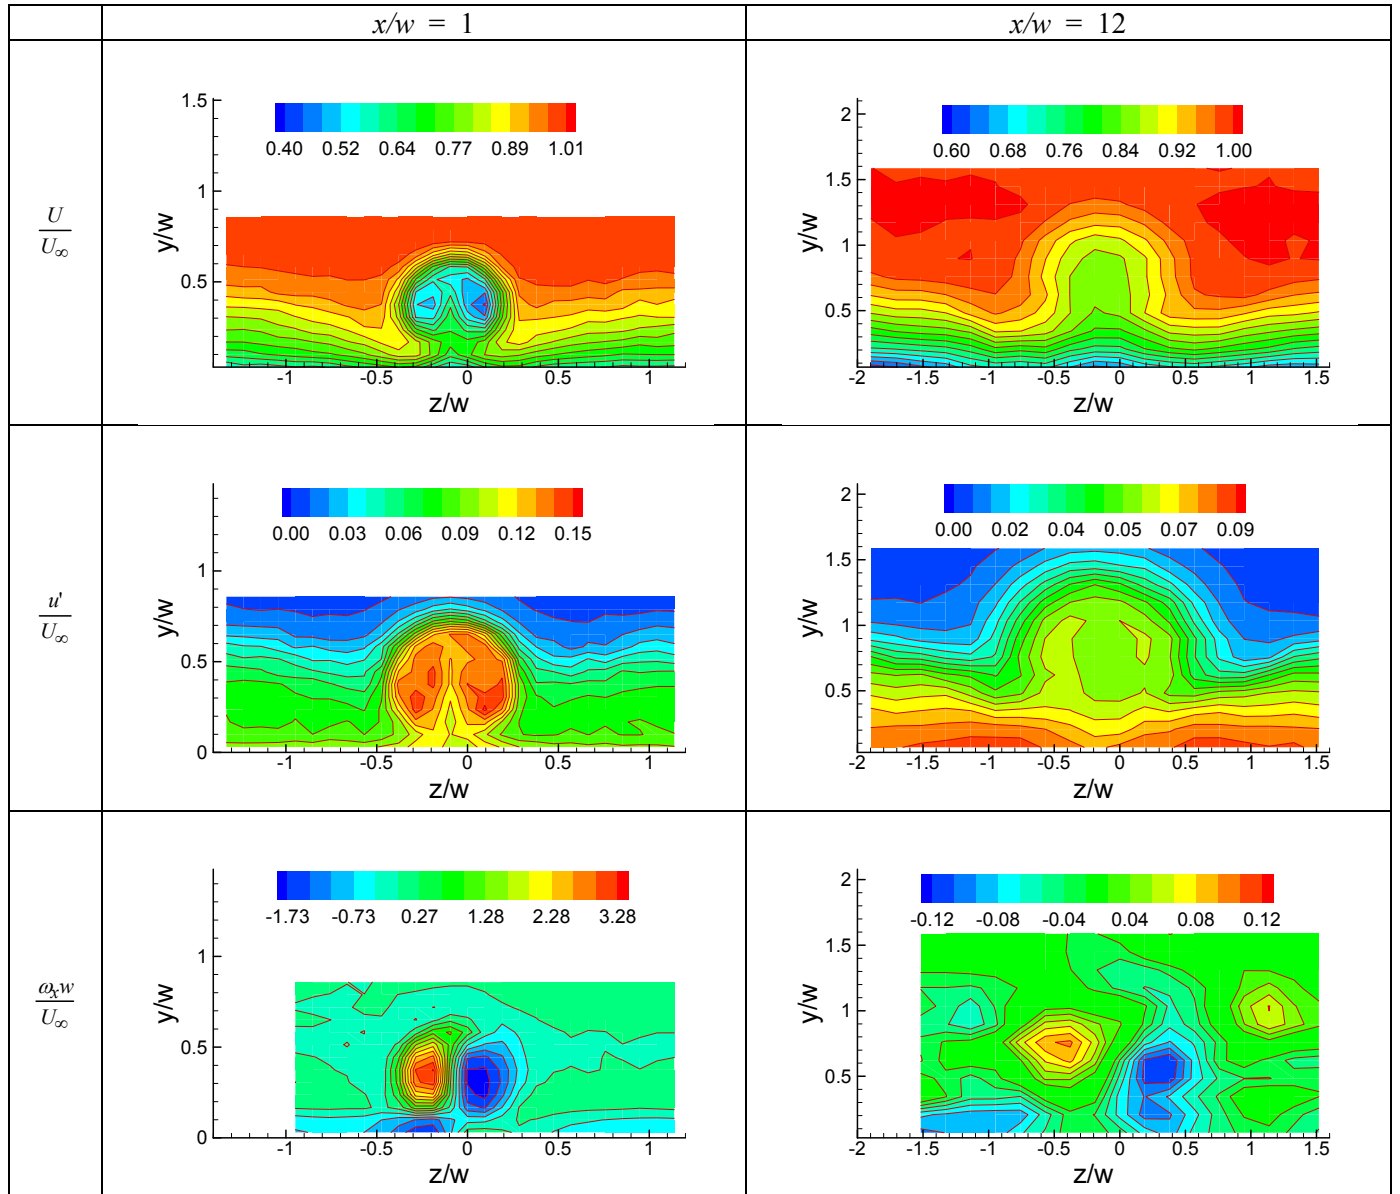 x/w = 1
x/w = 12
U
U∞
1.5
1
0.5
y/w
0.40 0.52 0.64 0.77 0.89 1.01
-1 -0.5 0 0.5 1
z/w
2
1.5
1
0.5
y/w
0.60 0.68 0.76 0.84 0.92 1.00
-2 -1.5 -1 -0.5 0 0.5 1 1.5
z/w
u'
U∞
1
0.5
0
y/w
0.00 0.03 0.06 0.09 0.12 0.15
-1 -0.5 0 0.5 1
z/w
2
1.5
1
0.5
y/w
0.00 0.02 0.04 0.05 0.07 0.09
-2 -1.5 -1 -0.5 0 0.5 1 1.5
z/w
ωxw
U∞
1
0.5
0
y/w
-1.73 -0.73 0.27 1.28 2.28 3.28
-1 -0.5 0 0.5 1
z/w
2
1.5
1
0.5
y/w
-0.12 -0.08 -0.04 0.04 0.08 0.12
-2 -1.5 -1 -0.5 0 0.5 1 1.5
z/w